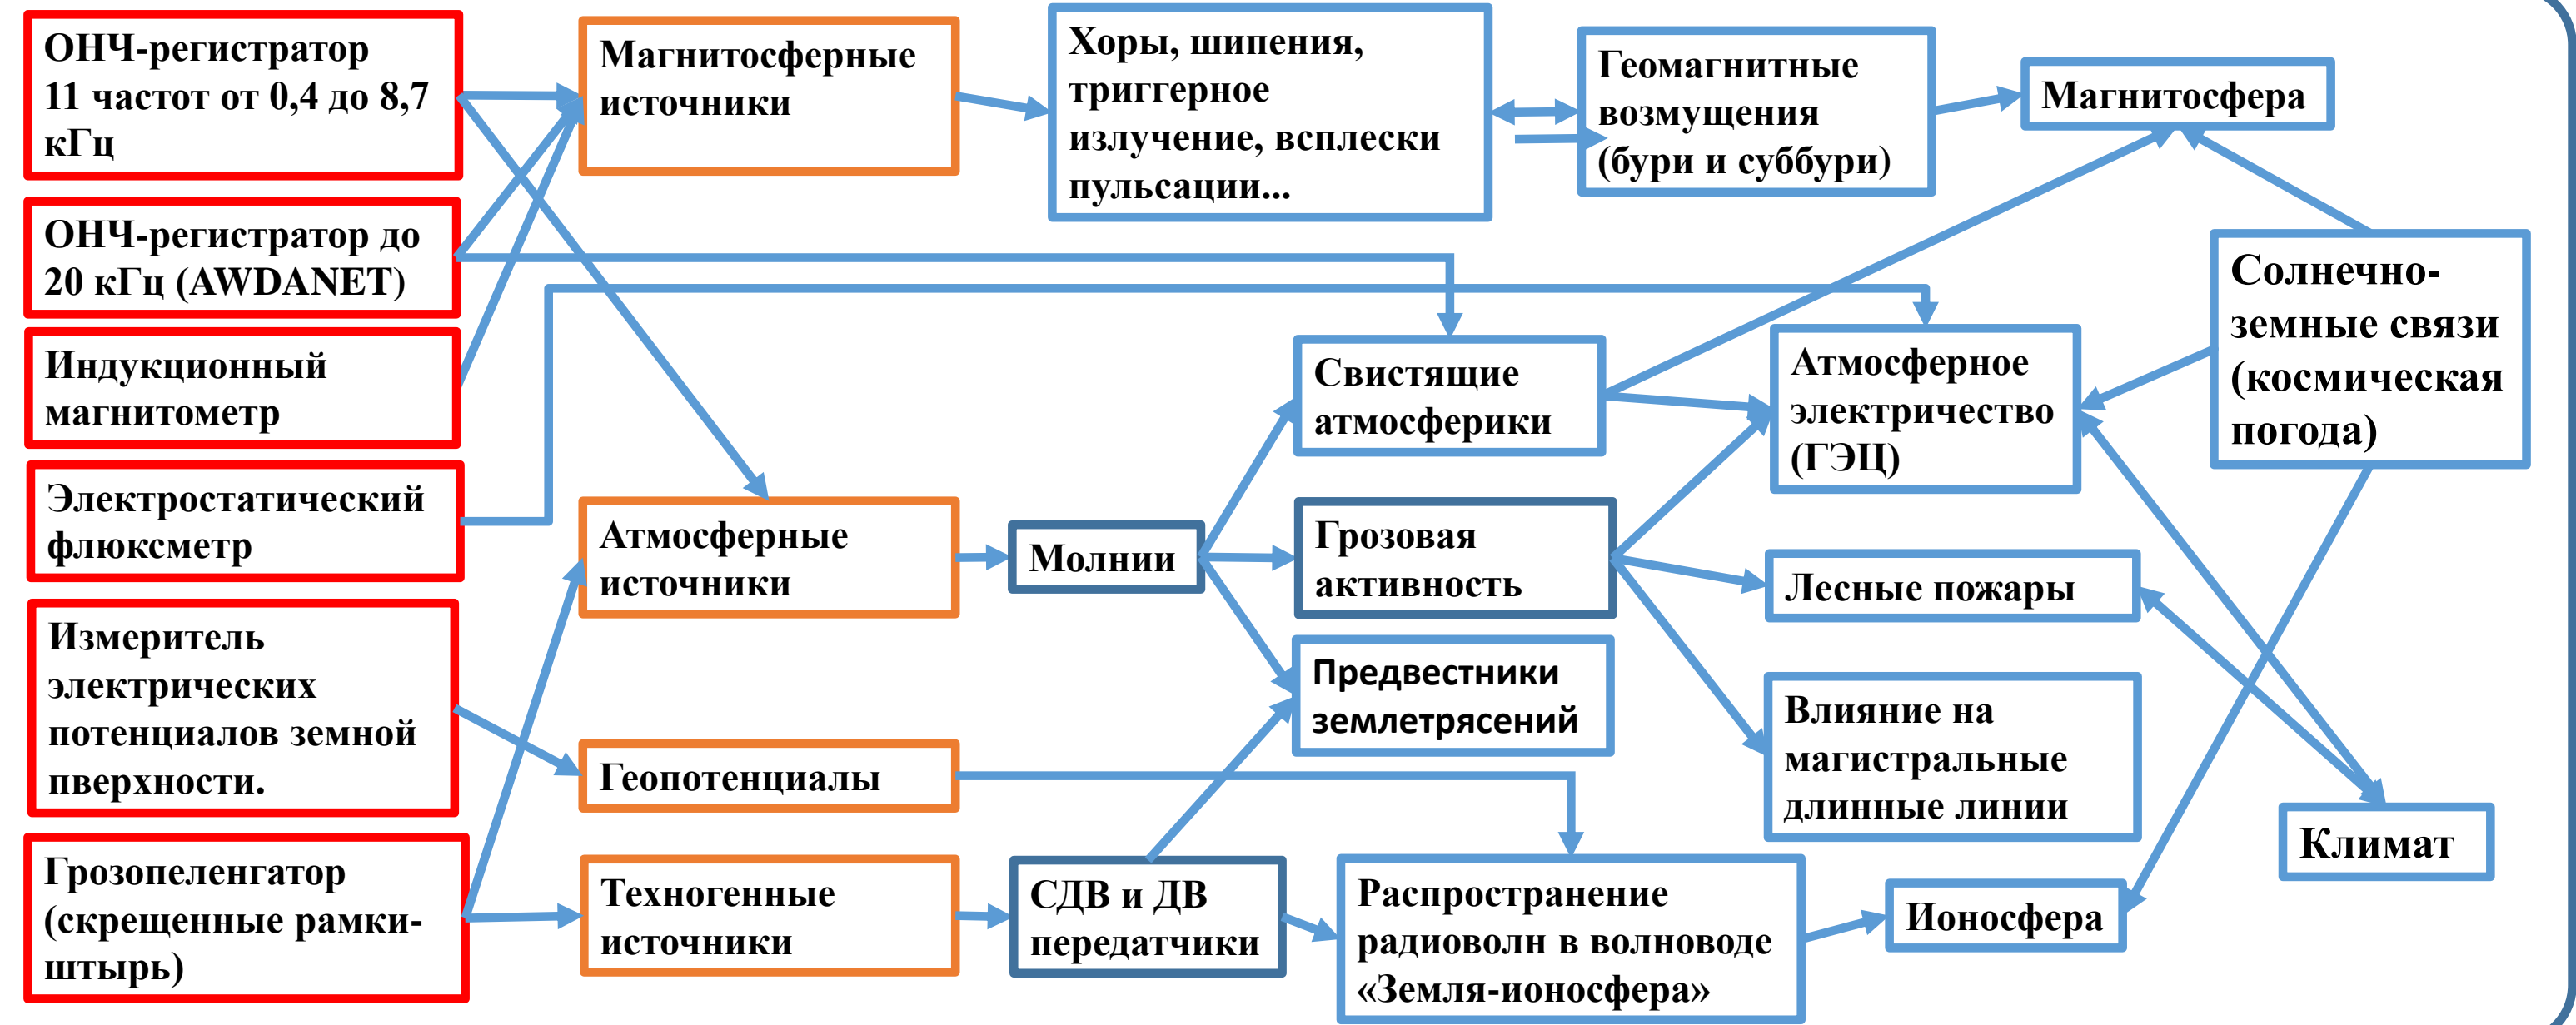 ОНЧ-регистратор
11 частот от 0,4 до 8,7
кГц
ОНЧ-регистратор до
20 кГц (AWDANET)
Индукционный
магнитометр
Электростатический
флюксметр
Измеритель
электрических
потенциалов земной
пверхности.
Грозопеленгатор
(скрещенные рамки-
штырь)
Магнитосферные
источники
Атмосферные
источники
Геопотенциалы
Техногенные
источники
Хоры, шипения,
триггерное
излучение, всплески
пульсации...
Молнии
СДВ и ДВ
передатчики
Свистящие
атмосферики
Грозовая
активность
Предвестники
землетрясений
Распространение
радиоволн в волноводе
«Земля-ионосфера»
Геомагнитные
возмущения
(бури и суббури)
Атмосферное
электричество
(ГЭЦ)
Лесные пожары
Влияние на
магистральные
длинные линии
Ионосфера
Магнитосфера
Солнечно-
земные связи
(космическая
погода)
Климат